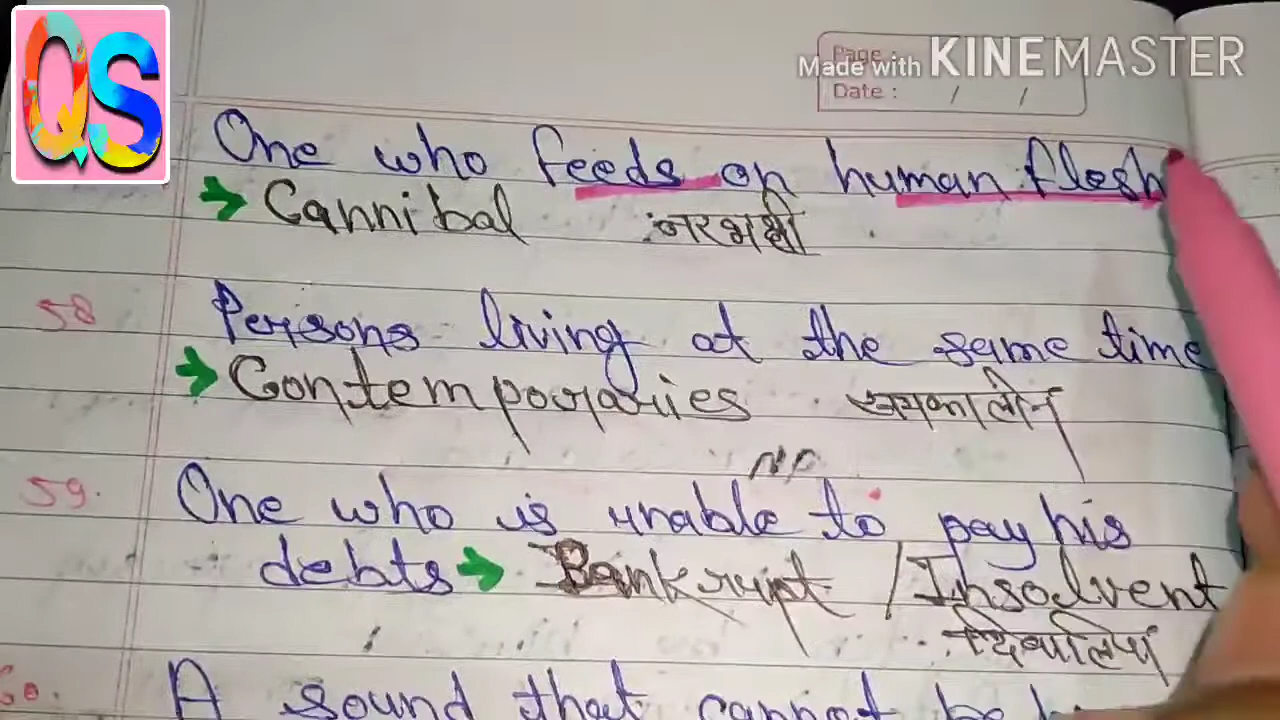 QS
Page :
Made with KINEMASTER
Date : / /
One who feeds on human flesh
→ Cannibal नरभक्षी
58 Persons living at the same time
→ Contemporaries समकालीन
59. One who is unable to pay his
debts → Bankrupt / Insolvent
दिवालिया
60. A sound that cannot be